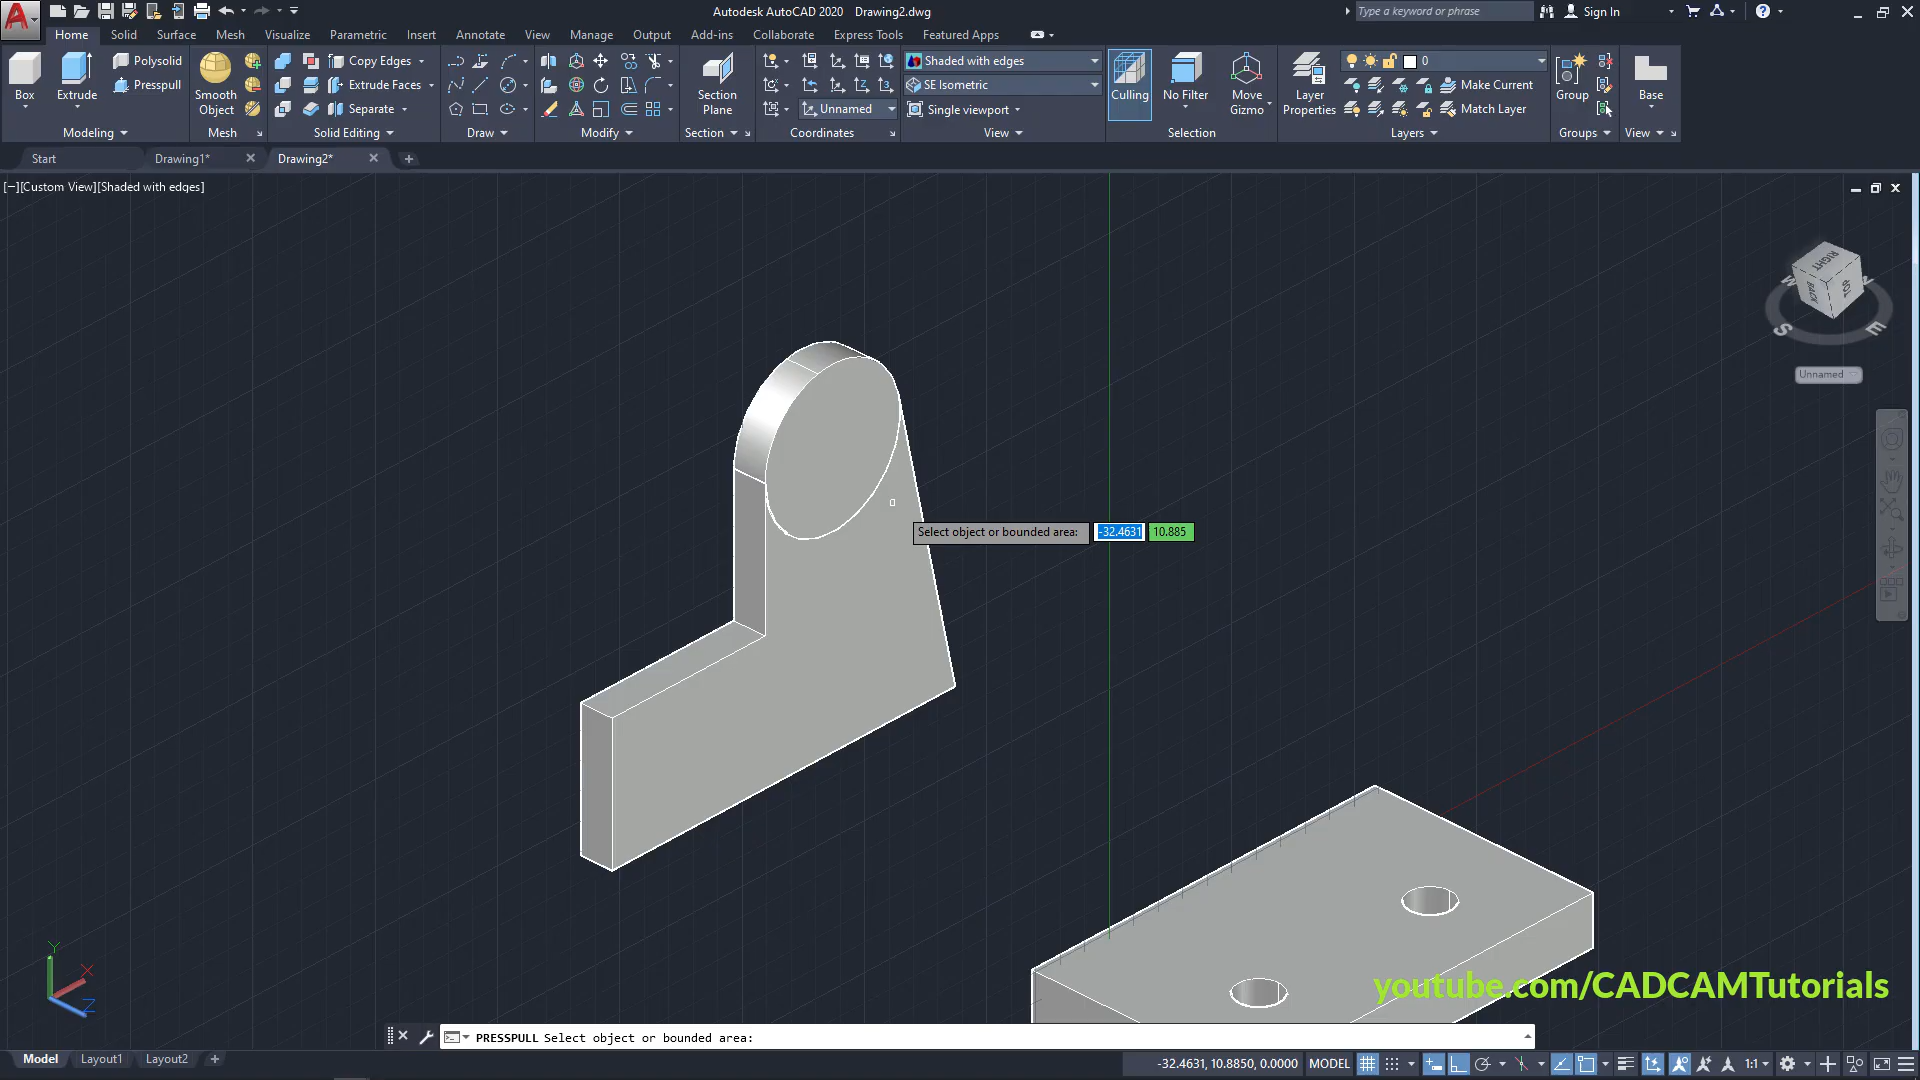 Autodesk AutoCAD 2020 Drawing2.dwg
Type a keyword or phrase
Sign In
Home Solid Surface Mesh Visualize Parametric Insert Annotate View Manage Output Add-ins Collaborate Express Tools Featured Apps
Box
Extrude
Polysolid
Presspull
Modeling
Smooth
Object
Mesh
Copy Edges
Extrude Faces
Separate
Solid Editing
Draw
Modify
Section
Plane
Section
Unnamed
Coordinates
Shaded with edges
SE Isometric
Single viewport
View
Culling
No Filter
Move
Gizmo
Selection
Layer
Properties
0
Make Current
Match Layer
Layers
Group
Groups
Base
View
Start Drawing1* Drawing2*
[−][Custom View][Shaded with edges]
RIGHT
BACK
TOP
S
E
Unnamed
Select object or bounded area: -32.4631 10.885
Y
X
Z
youtube.com/CADCAMTutorials
PRESSPULL Select object or bounded area:
Model Layout1 Layout2
-32.4631, 10.8850, 0.0000 MODEL 1:1